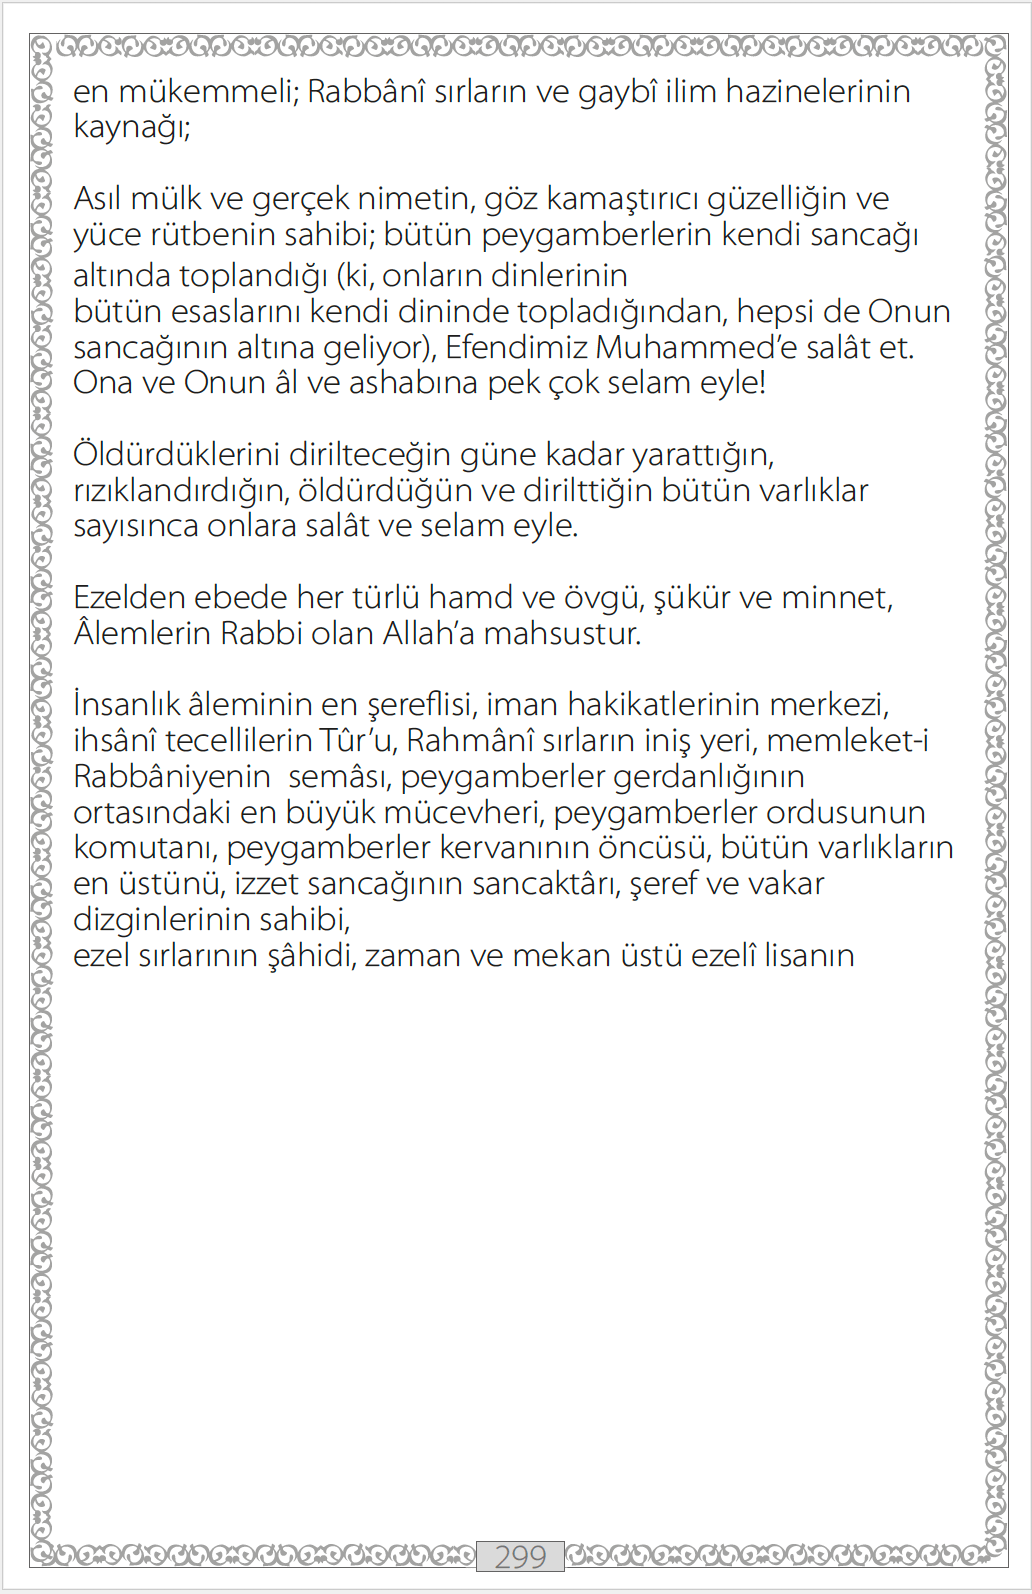 en mükemmeli; Rabbânî sırların ve gaybî ilim hazinelerinin
kaynağı;
Asıl mülk ve gerçek nimetin, göz kamaştırıcı güzelliğin ve
yüce rütbenin sahibi; bütün peygamberlerin kendi sancağı
altında toplandığı (ki, onların dinlerinin
bütün esaslarını kendi dininde topladığından, hepsi de Onun
sancağının altına geliyor), Efendimiz Muhammed’e salât et.
Ona ve Onun âl ve ashabına pek çok selam eyle!
Öldürdüklerini dirilteceğin güne kadar yarattığın,
rızıklandırdığın, öldürdüğün ve dirilttiğin bütün varlıklar
sayısınca onlara salât ve selam eyle.
Ezelden ebede her türlü hamd ve övgü, şükür ve minnet,
Âlemlerin Rabbi olan Allah’a mahsustur.
İnsanlık âleminin en şereflisi, iman hakikatlerinin merkezi,
ihsânî tecellilerin Tûr’u, Rahmânî sırların iniş yeri, memleket-i
Rabbâniyenin  semâsı, peygamberler gerdanlığının
ortasındaki en büyük mücevheri, peygamberler ordusunun
komutanı, peygamberler kervanının öncüsü, bütün varlıkların
en üstünü, izzet sancağının sancaktârı, şeref ve vakar
dizginlerinin sahibi,
ezel sırlarının şâhidi, zaman ve mekan üstü ezelî lisanın
299